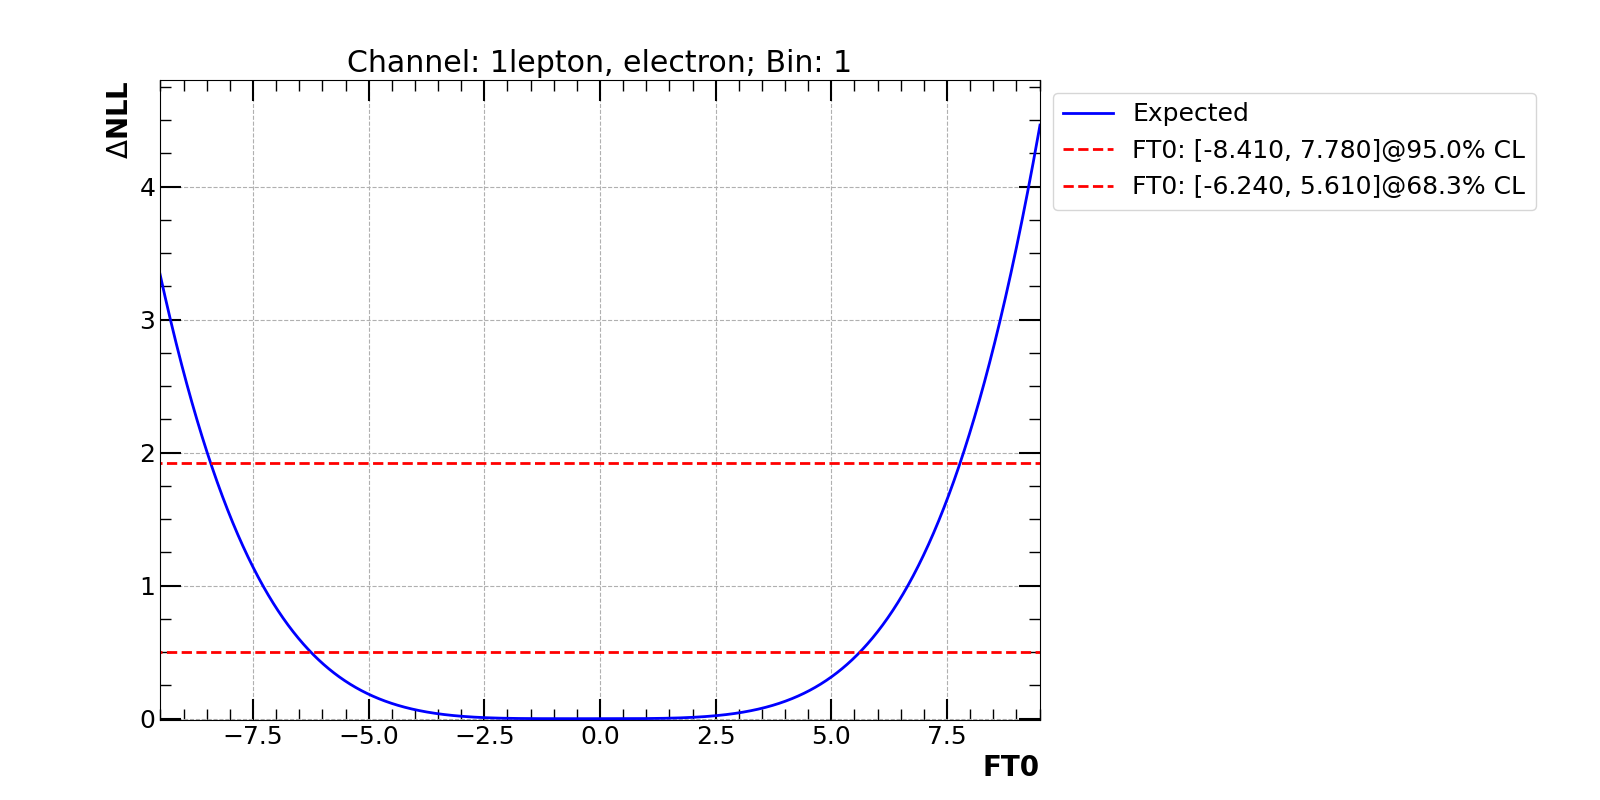 Channel: 1lepton, electron; Bin: 1
ΔNLL
4
3
2
1
0
−7.5 −5.0 −2.5 0.0 2.5 5.0 7.5
FT0
Expected
FT0: [-8.410, 7.780]@95.0% CL
FT0: [-6.240, 5.610]@68.3% CL